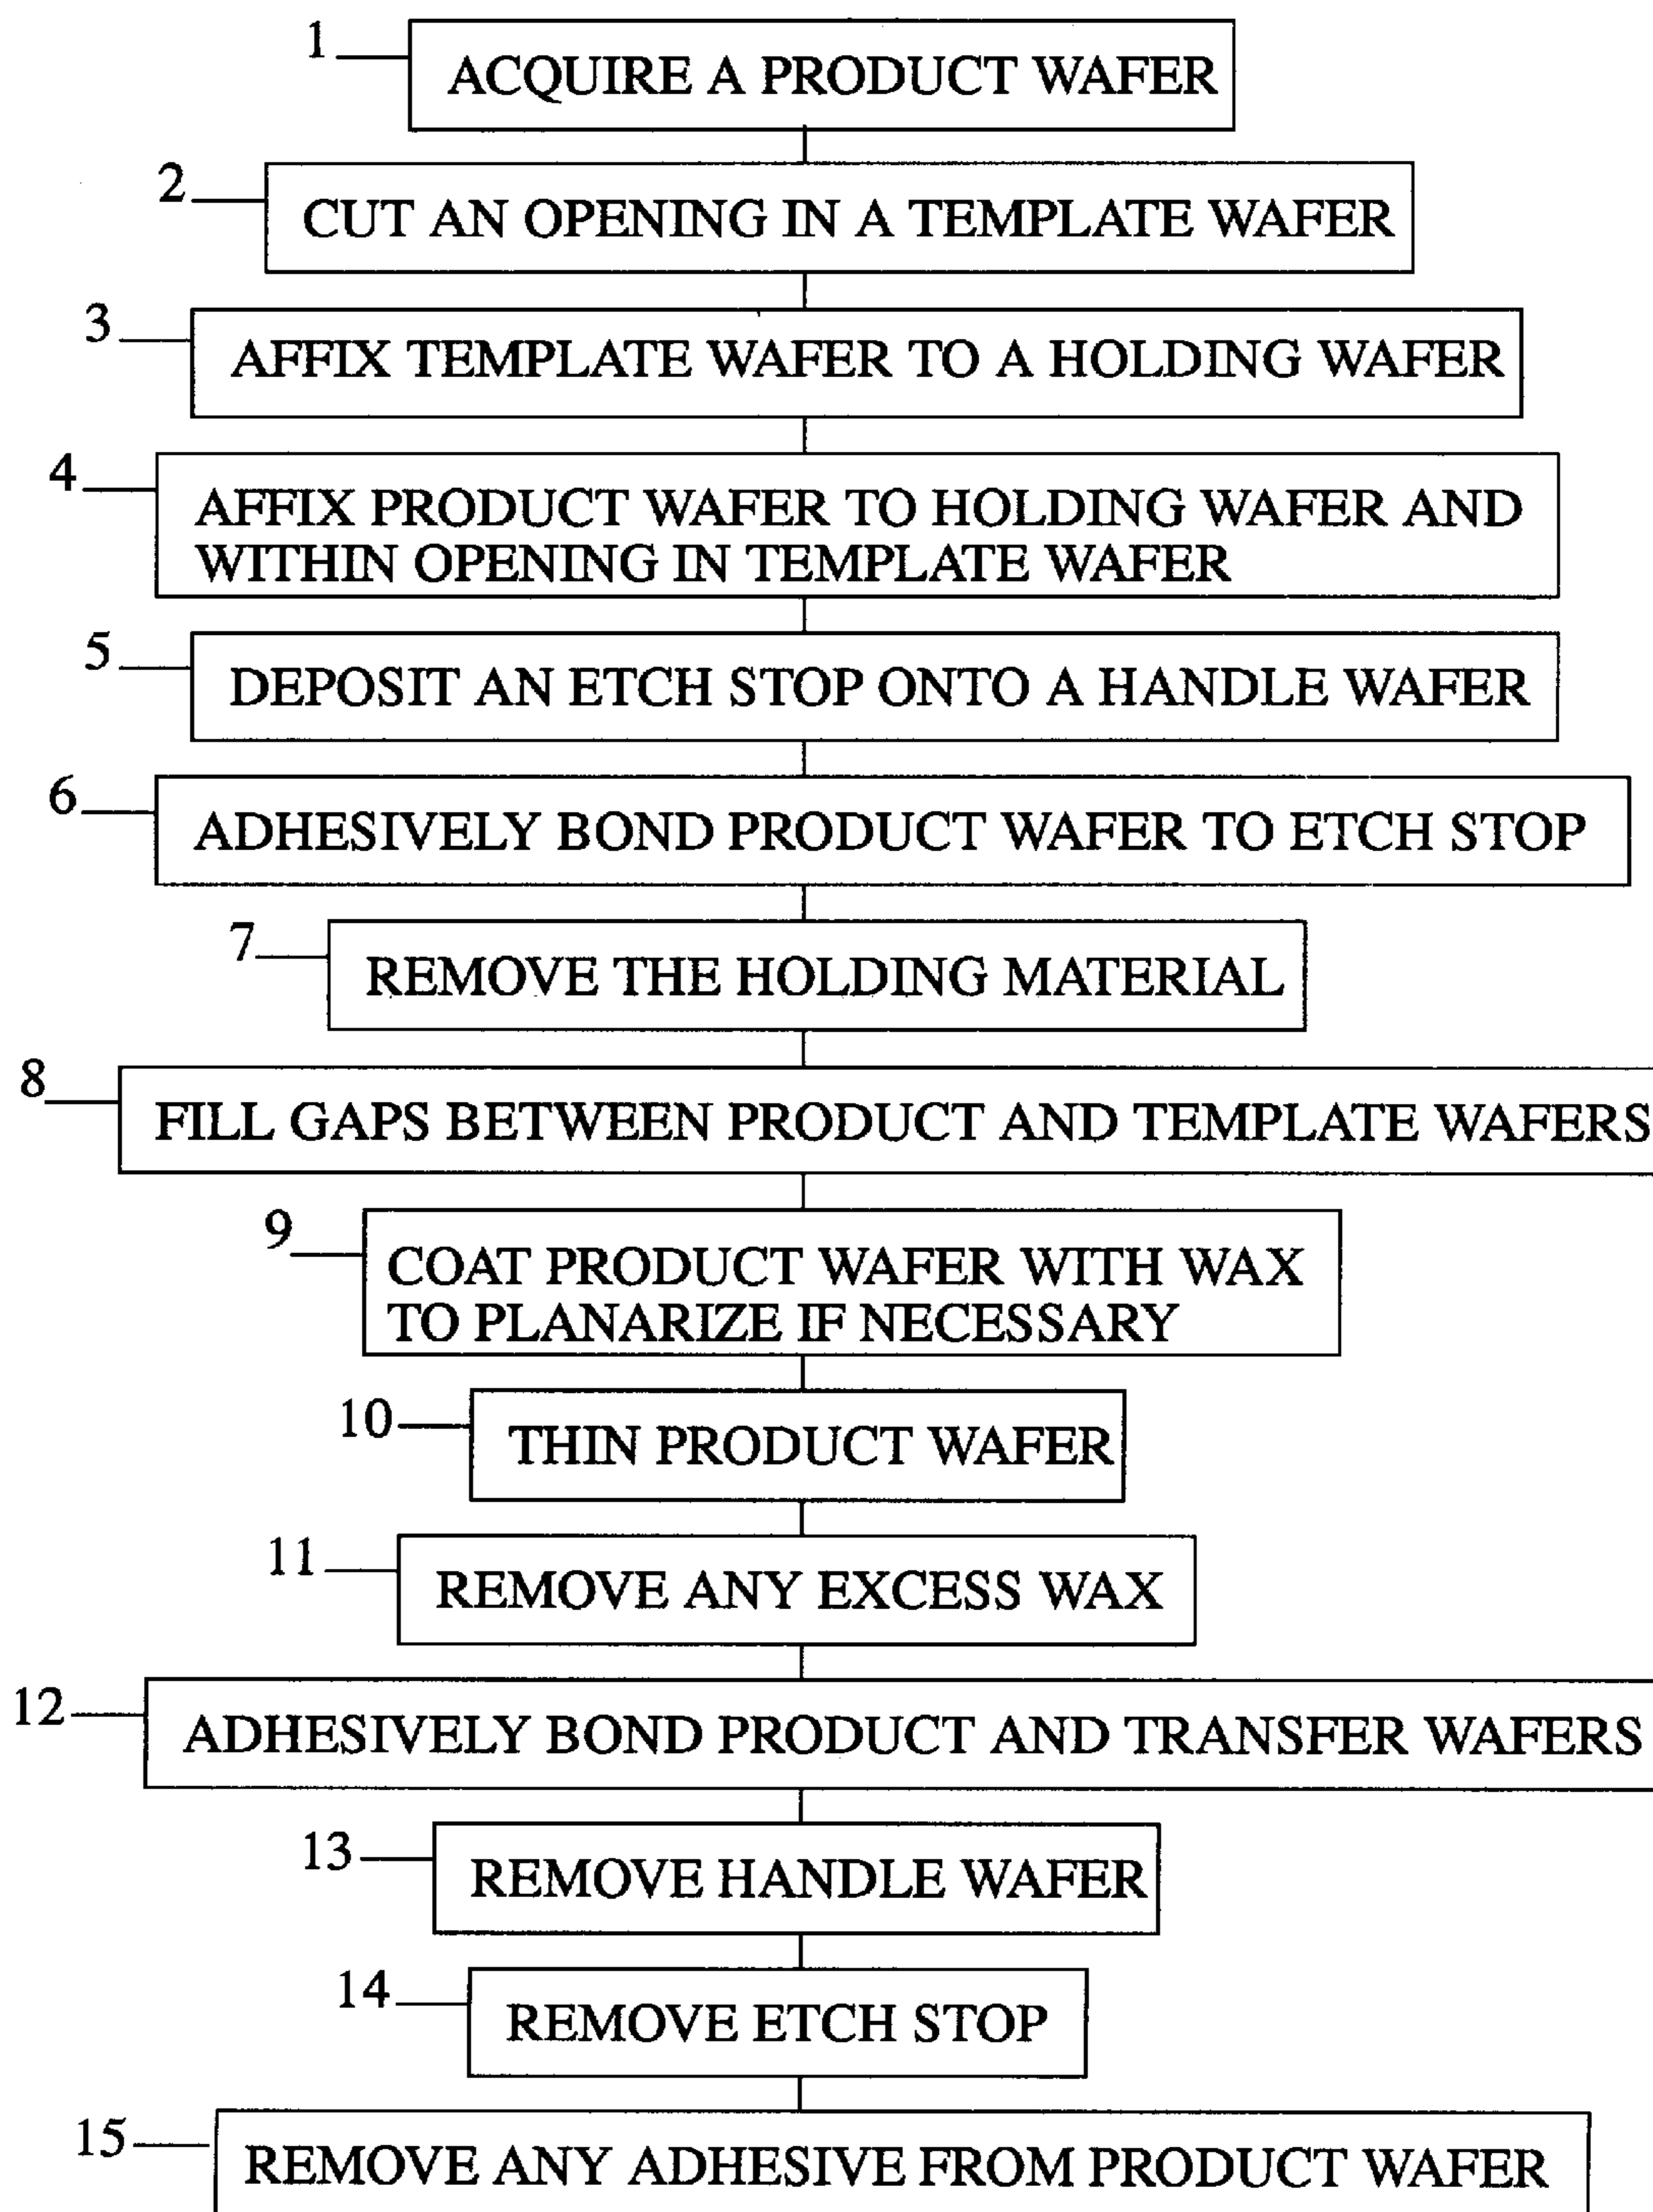 1
ACQUIRE A PRODUCT WAFER
2
CUT AN OPENING IN A TEMPLATE WAFER
3
AFFIX TEMPLATE WAFER TO A HOLDING WAFER
4
AFFIX PRODUCT WAFER TO HOLDING WAFER AND
WITHIN OPENING IN TEMPLATE WAFER
5
DEPOSIT AN ETCH STOP ONTO A HANDLE WAFER
6
ADHESIVELY BOND PRODUCT WAFER TO ETCH STOP
7
REMOVE THE HOLDING MATERIAL
8
FILL GAPS BETWEEN PRODUCT AND TEMPLATE WAFERS
9
COAT PRODUCT WAFER WITH WAX
TO PLANARIZE IF NECESSARY
10
THIN PRODUCT WAFER
11
REMOVE ANY EXCESS WAX
12
ADHESIVELY BOND PRODUCT AND TRANSFER WAFERS
13
REMOVE HANDLE WAFER
14
REMOVE ETCH STOP
15
REMOVE ANY ADHESIVE FROM PRODUCT WAFER